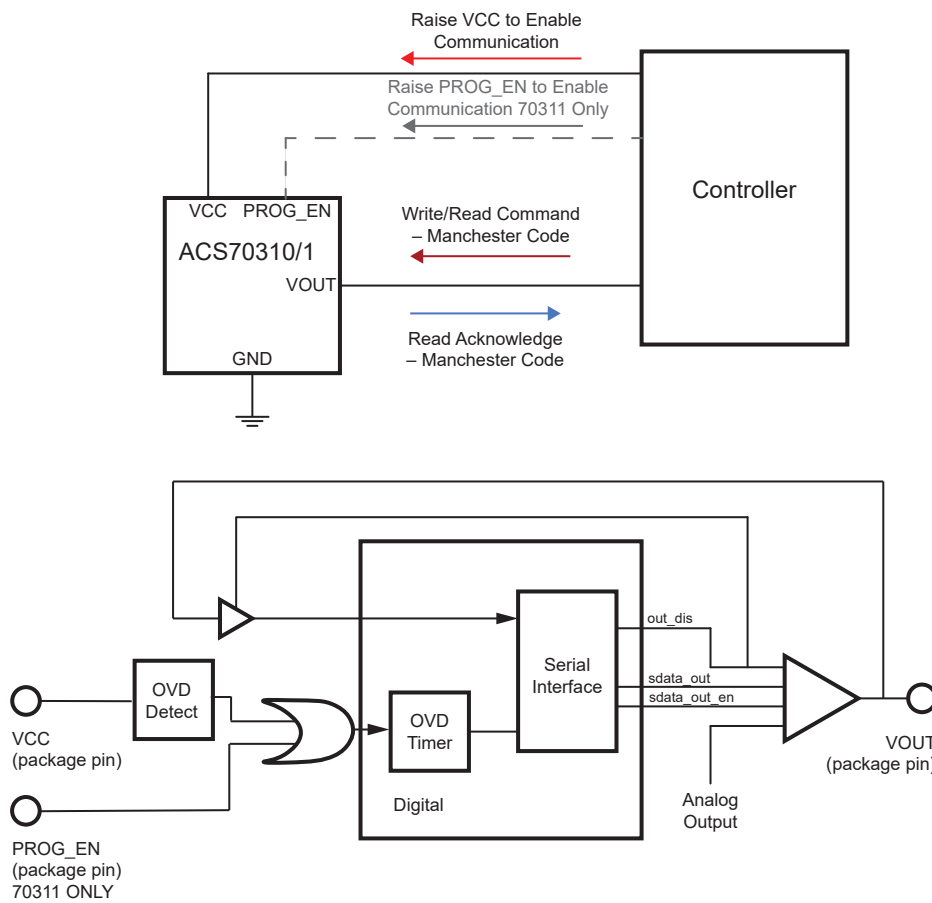 Raise VCC to Enable
Communication
Raise PROG_EN to Enable
Communication 70311 Only
Controller
VCC PROG_EN
ACS70310/1
VOUT
GND
Write/Read Command
– Manchester Code
Read Acknowledge
– Manchester Code
out_dis
Serial
Interface
sdata_out
sdata_out_en
OVD
Detect
OVD
Timer
VCC
(package pin)
VOUT
(package pin)
Digital
Analog
Output
PROG_EN
(package pin)
70311 ONLY